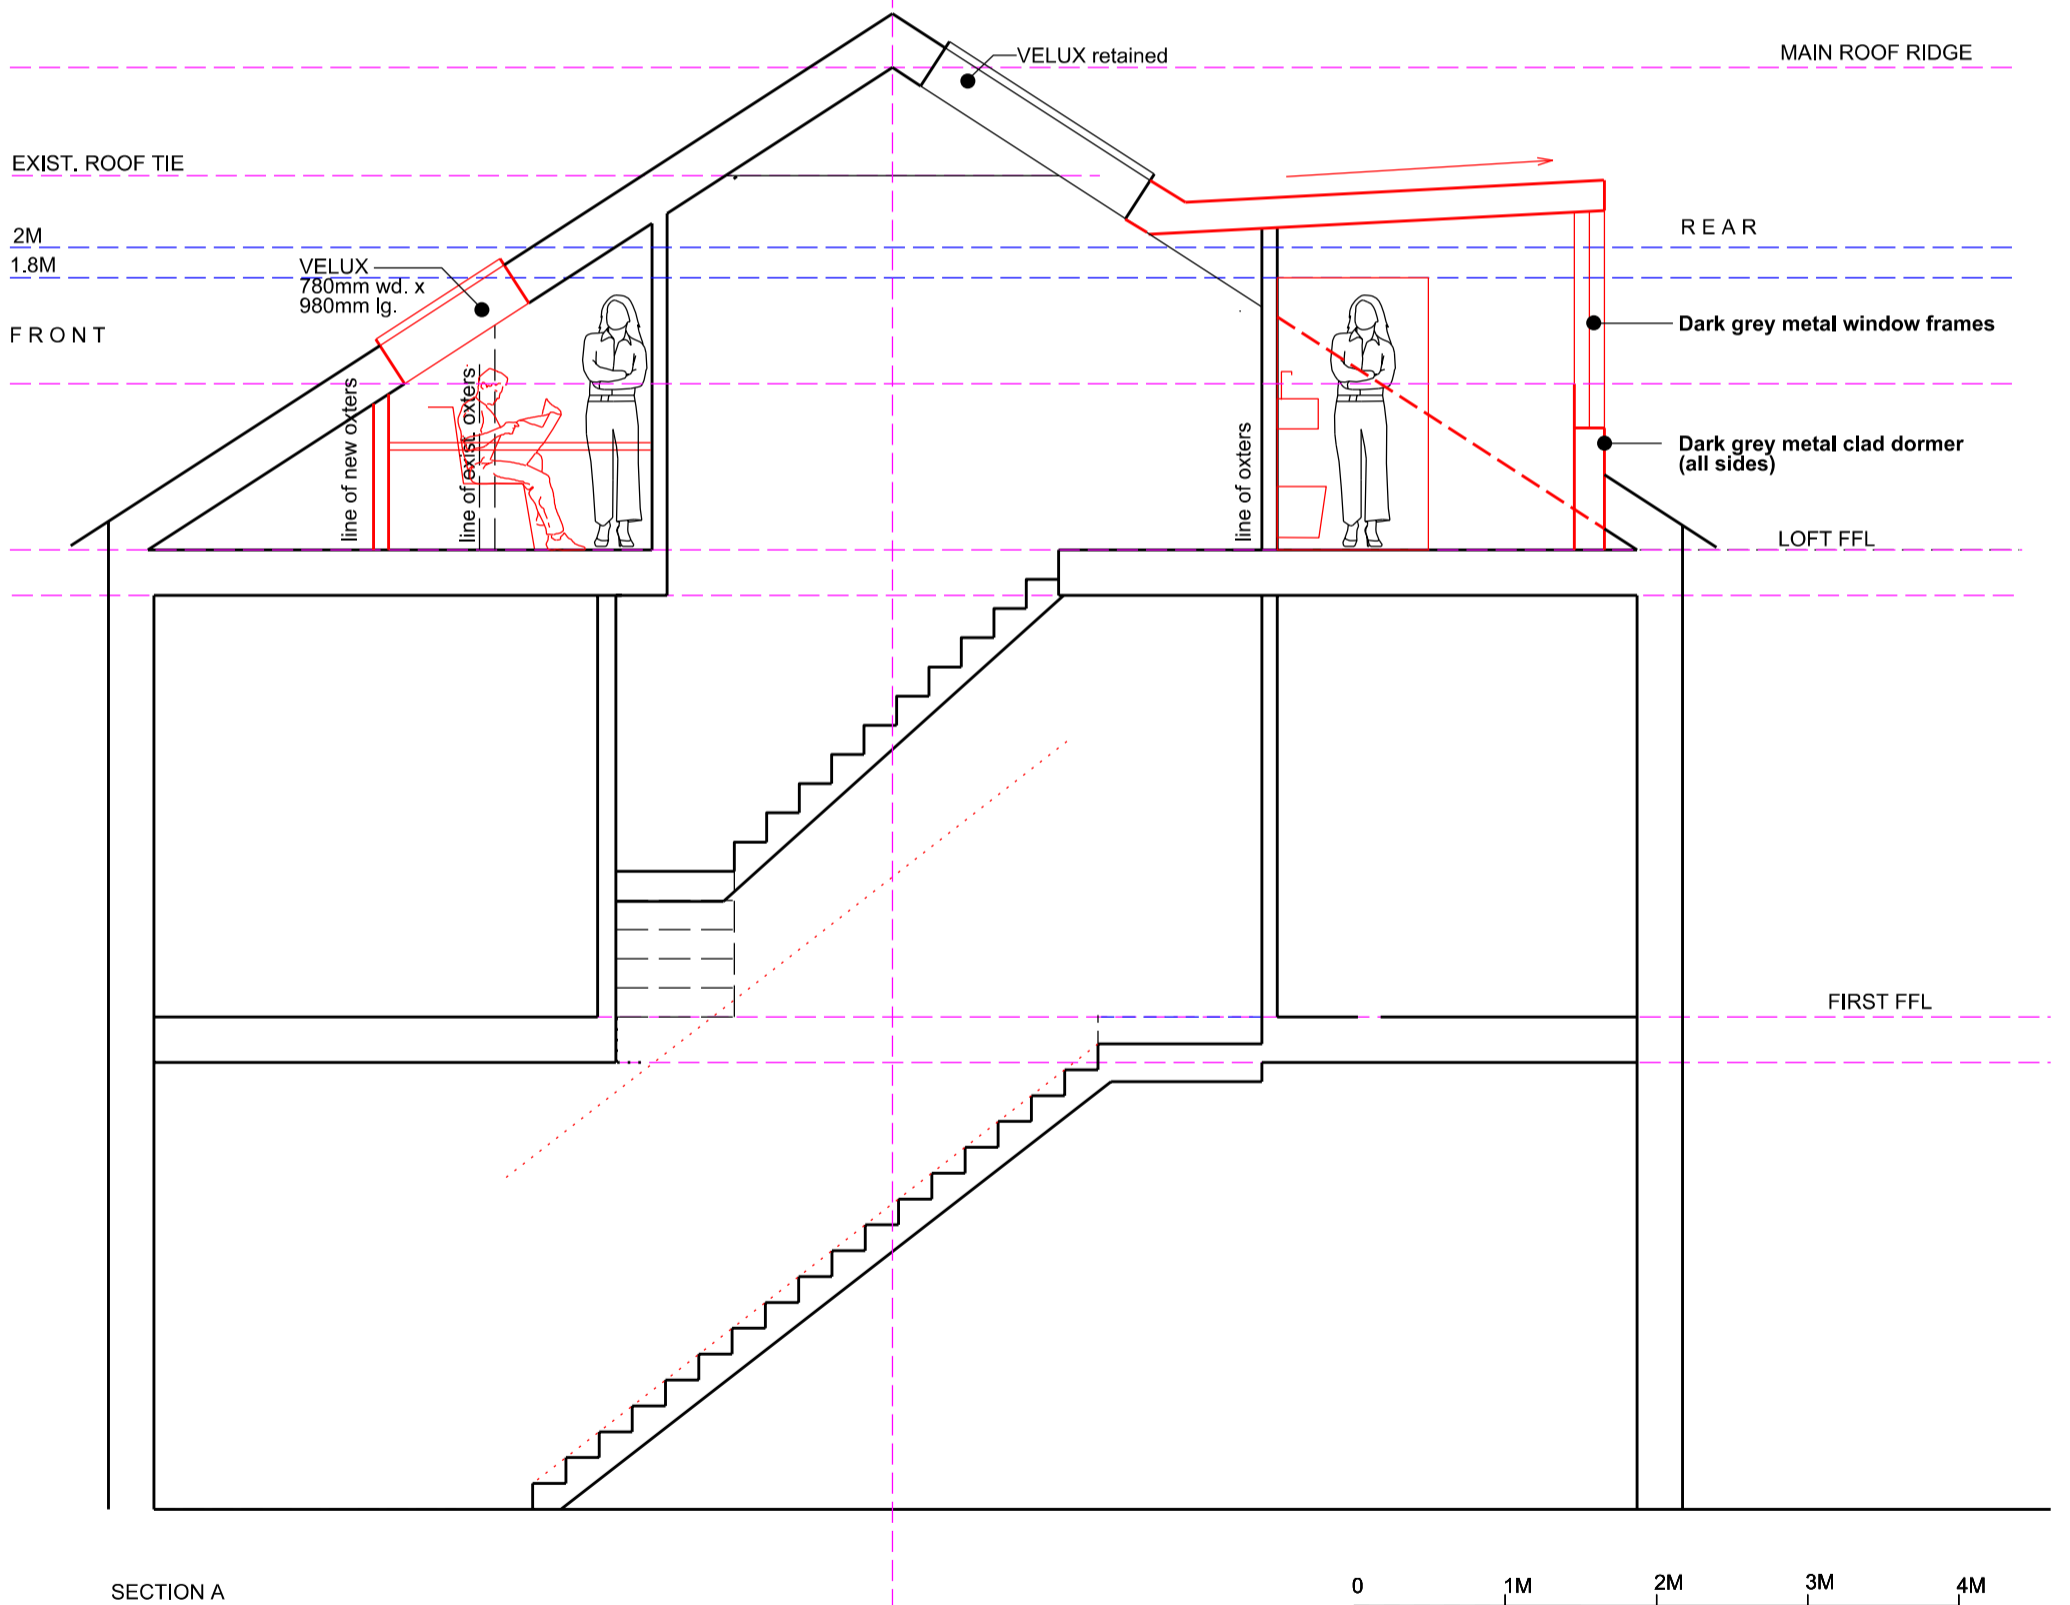 VELUX retained
MAIN ROOF RIDGE
EXIST. ROOF TIE
2M
R E A R
1.8M
VELUX
780mm wd. x
980mm lg.
F R O N T
Dark grey metal window frames
line of new oxters
line of exist. oxters
line of oxters
Dark grey metal clad dormer
(all sides)
LOFT FFL
FIRST FFL
SECTION A
0 1M 2M 3M 4M